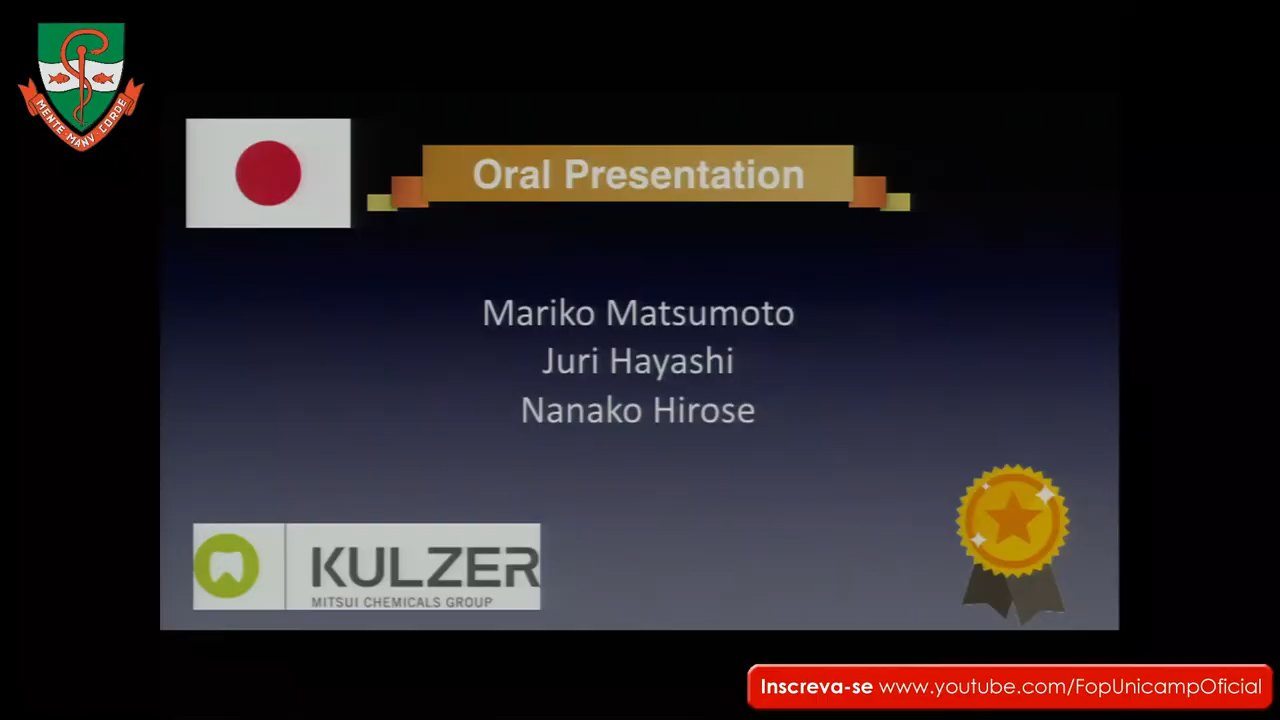 MENTE MANV CORDE
Oral Presentation
Mariko Matsumoto
Juri Hayashi
Nanako Hirose
KULZER
MITSUI CHEMICALS GROUP
Inscreva-se www.youtube.com/FopUnicampOficial